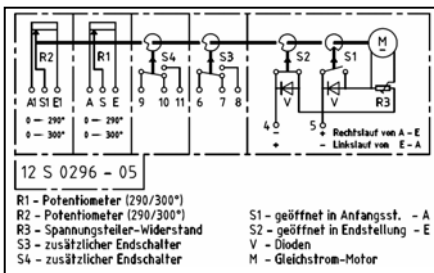 R2 R1 S4 S3 S2 S1 M
A1 S1 E1 A S E 9 10 11 6 7 8 V V R3
0 — 290° 0 — 290° 4 - 5 + Rechtslauf von A - E
0 — 300° 0 — 300° + - Linkslauf von E - A
12 S 0296 - 05
R1 - Potentiometer (290/300°)
R2 - Potentiometer (290/300°)
R3 - Spannungsteiler-Widerstand
S3 - zusätzlicher Endschalter
S4 - zusätzlicher Endschalter
S1 - geöffnet in Anfangsst. - A
S2 - geöffnet in Endstellung - E
V - Dioden
M - Gleichstrom-Motor